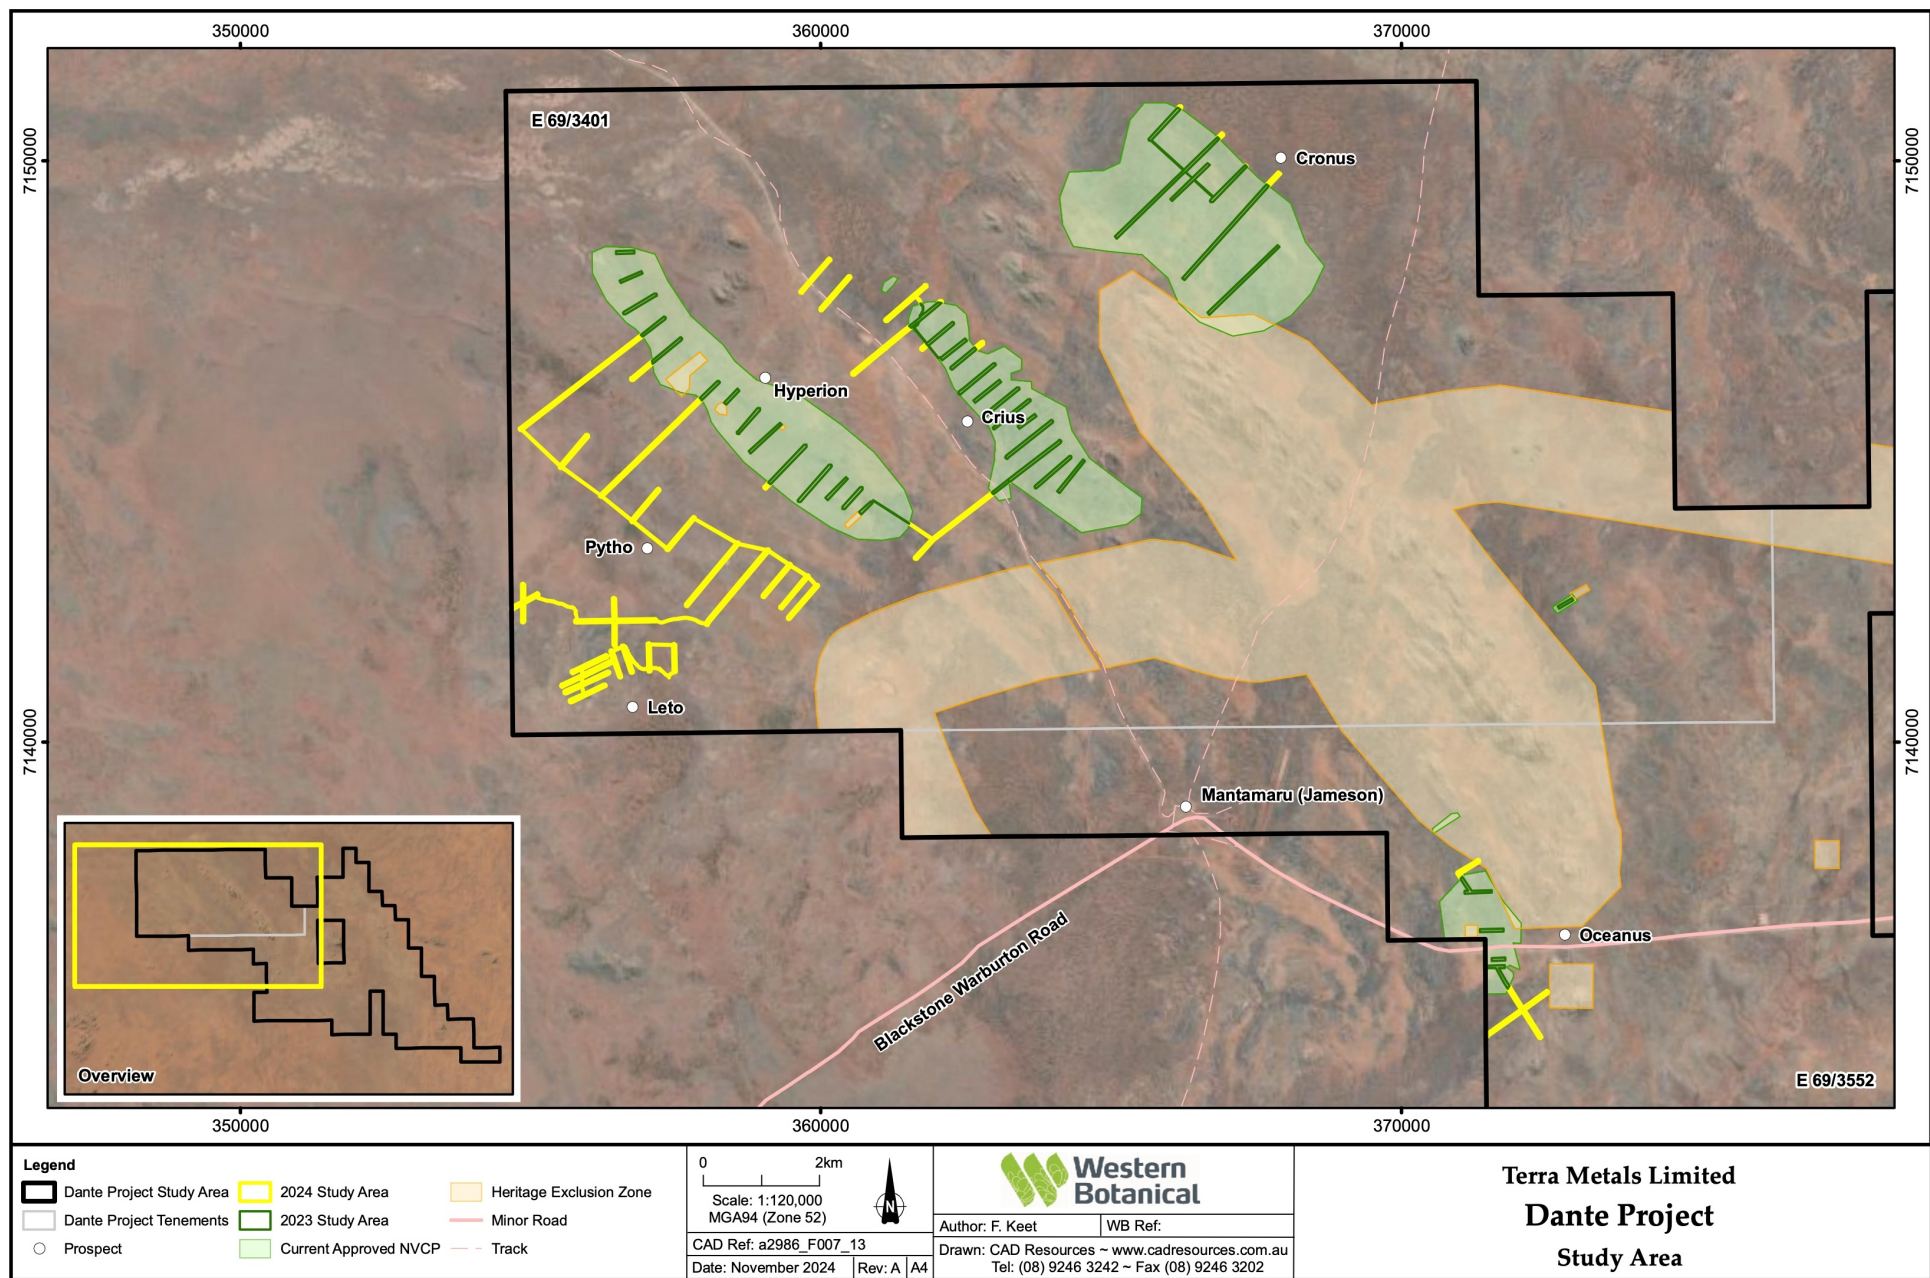 350000
360000
370000
7150000
7150000
E 69/3401
Cronus
Hyperion
Crius
Pytho
Leto
7140000
7140000
Mantamaru (Jameson)
Oceanus
Blackstone Warburton Road
Overview
E 69/3552
350000
360000
370000
Legend
Dante Project Study Area
Dante Project Tenements
Prospect
2024 Study Area
2023 Study Area
Current Approved NVCP
Heritage Exclusion Zone
Minor Road
Track
0 2km
Scale: 1:120,000
MGA94 (Zone 52)
N
CAD Ref: a2986_F007_13
Date: November 2024 Rev: A A4
Western
Botanical
Author: F. Keet WB Ref:
Drawn: CAD Resources ~ www.cadresources.com.au
Tel: (08) 9246 3242 ~ Fax (08) 9246 3202
Terra Metals Limited
Dante Project
Study Area